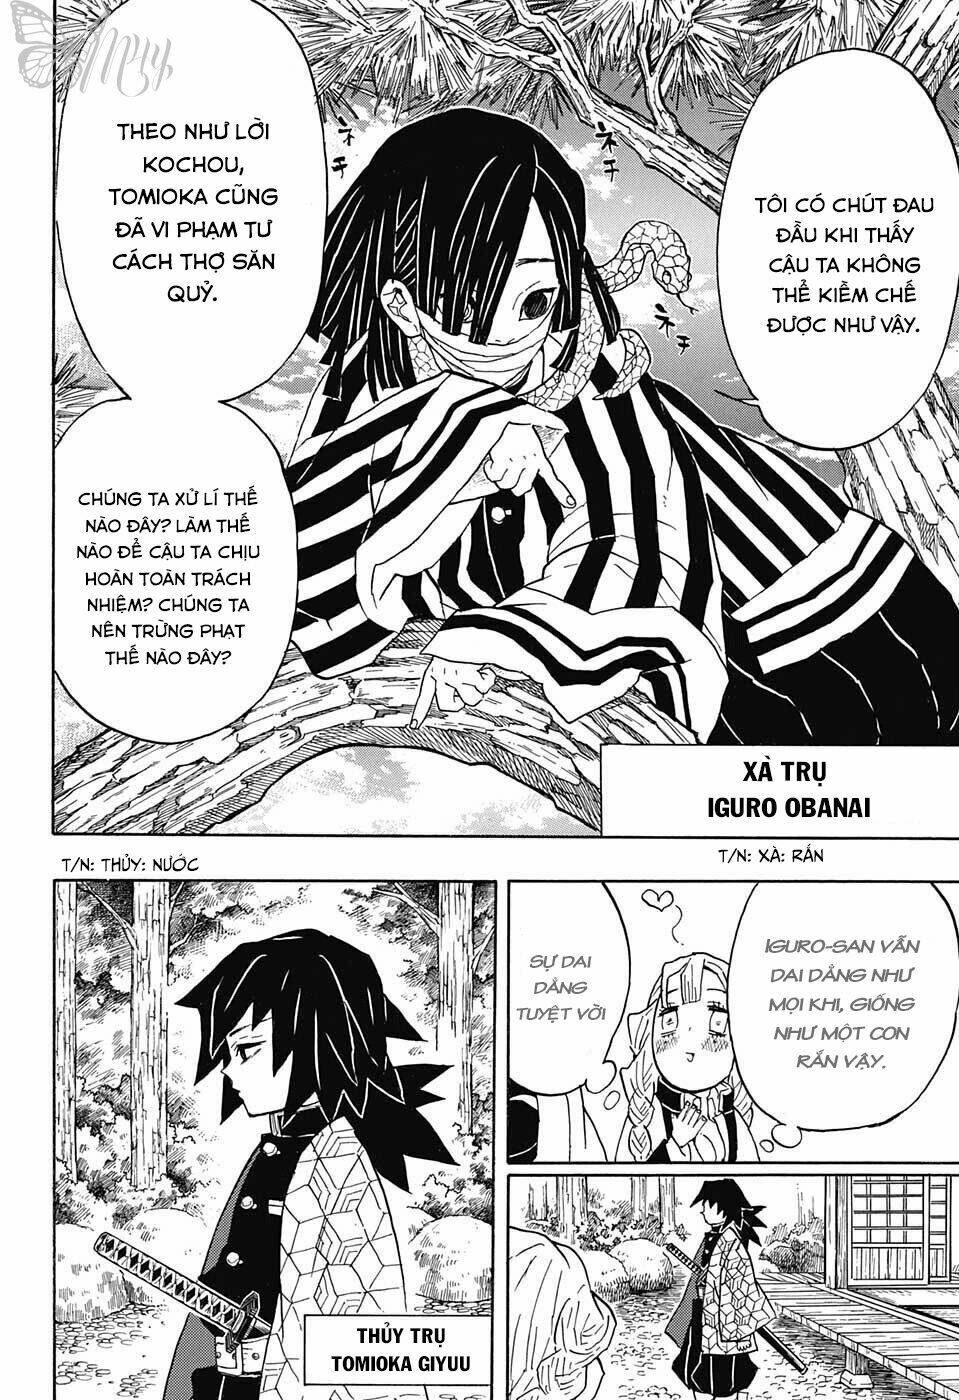 TÔI CÓ CHÚT ĐAU
ĐẦU KHI THẤY
CẬU TA KHÔNG
THỂ KIỀM CHẾ
ĐƯỢC NHƯ VẬY.
THEO NHƯ LỜI
KOCHOU,
TOMIOKA CŨNG
ĐÃ VI PHẠM TƯ
CÁCH THỢ SĂN
QUỶ.
ネチ
ネチ
ネチ
CHÚNG TA XỬ LÍ THẾ
NÀO ĐÂY? LÀM THẾ
NÀO ĐỂ CẬU TA CHỊU
HOÀN TOÀN TRÁCH
NHIỆM? CHÚNG TA
NÊN TRỪNG PHẠT
THẾ NÀO ĐÂY?
XÀ TRỤ
IGURO OBANAI
T/N: XÀ: RẮN
T/N: THỦY: NƯỚC
IGURO-SAN VẪN
DAI DẲNG NHƯ
MỌI KHI, GIỐNG
NHƯ MỘT CON
RẮN VẬY.
SỰ DAI
DẲNG
TUYỆT VỜI
THỦY TRỤ
TOMIOKA GIYUU